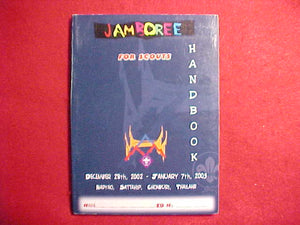 JAMBOREE
FOR SCOUTS
HANDBOOK
DECEMBER 28th, 2002 - JANUARY 7th, 2003
SATTAHIP, CHONBURI, THAILAND